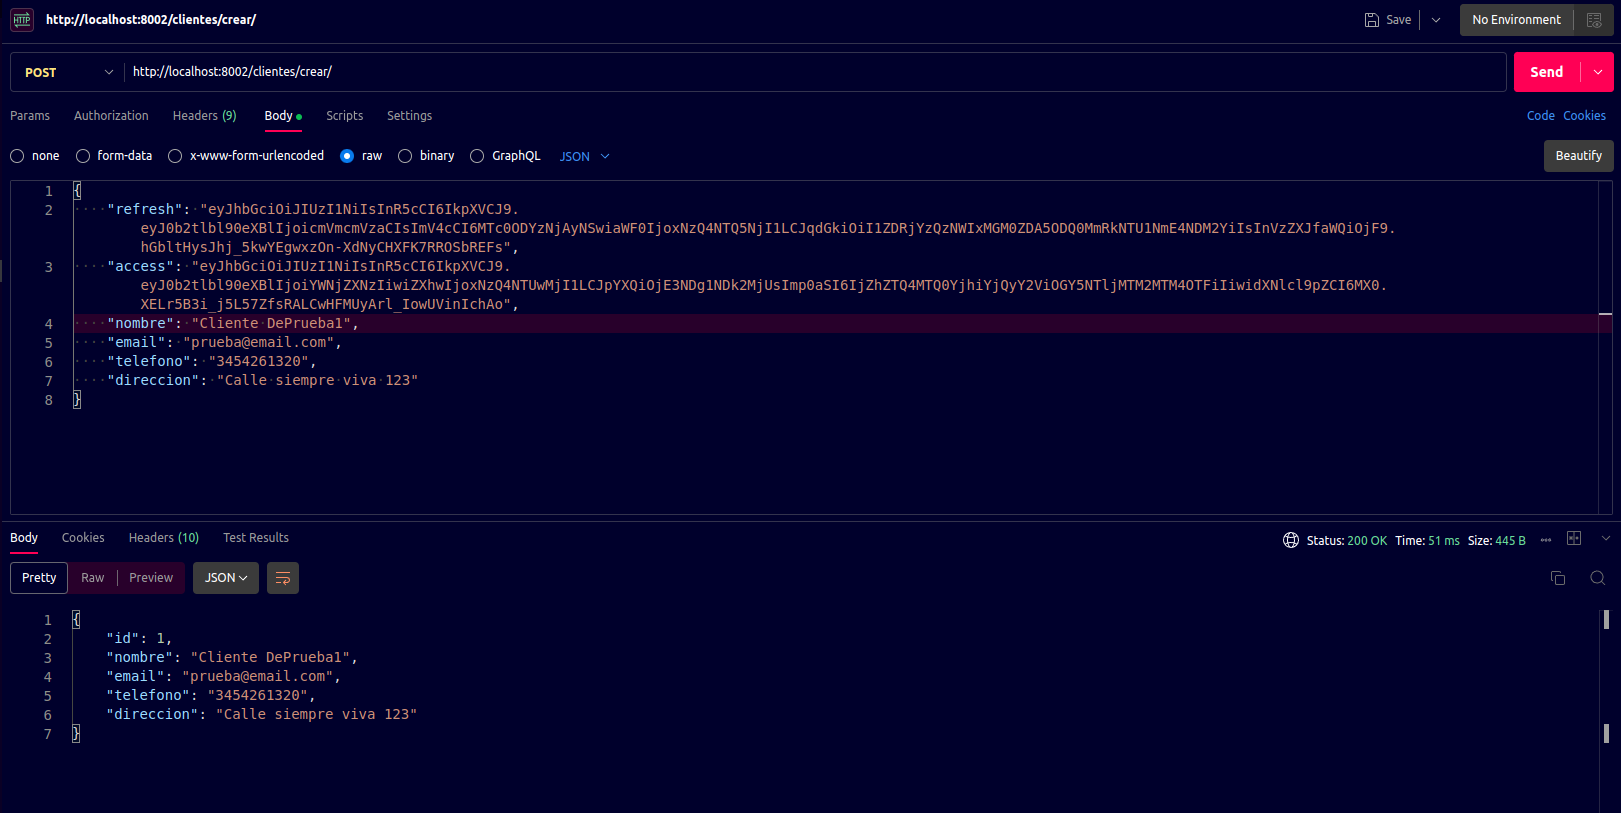 HTTP http://localhost:8002/clientes/crear/ Save No Environment
POST http://localhost:8002/clientes/crear/ Send
Params Authorization Headers (9) Body Scripts Settings Code Cookies
none form-data x-www-form-urlencoded raw binary GraphQL JSON Beautify
1 {
2 "refresh": "eyJhbGciOiJIUzI1NiIsInR5cCI6IkpXVCJ9.
eyJ0b2tlbl90eXBlIjoicmVmcmVzaCIsImV4cCI6MTc0ODYzNjAyNSwiaWF0IjoxNzQ4NTQ5NjI1LCJqdGkiOiI1ZDRjYzQzNWIxMGM0ZDA5ODQ0MmRkNTU1NmE4NDM2YiIsInVzZXJfaWQiOjF9.
hGbltHysJhj_5kwYEgwxzOn-XdNyCHXFK7RROSbREFs",
3 "access": "eyJhbGciOiJIUzI1NiIsInR5cCI6IkpXVCJ9.
eyJ0b2tlbl90eXBlIjoiYWNjZXNzIiwiZXhwIjoxNzQ4NTUwMjI1LCJpYXQiOjE3NDg1NDk2MjUsImp0aSI6IjZhZTQ4MTQ0YjhiYjQyY2ViOGY5NTljMTM2MTM4OTFiIiwidXNlcl9pZCI6MX0.
XELr5B3i_j5L57ZfsRALCwHFMUyArl_IowUVinIchAo",
4 "nombre": "Cliente DePrueba1",
5 "email": "prueba@email.com",
6 "telefono": "3454261320",
7 "direccion": "Calle siempre viva 123"
8 }
Body Cookies Headers (10) Test Results Status: 200 OK Time: 51 ms Size: 445 B
Pretty Raw Preview JSON
1 {
2 "id": 1,
3 "nombre": "Cliente DePrueba1",
4 "email": "prueba@email.com",
5 "telefono": "3454261320",
6 "direccion": "Calle siempre viva 123"
7 }